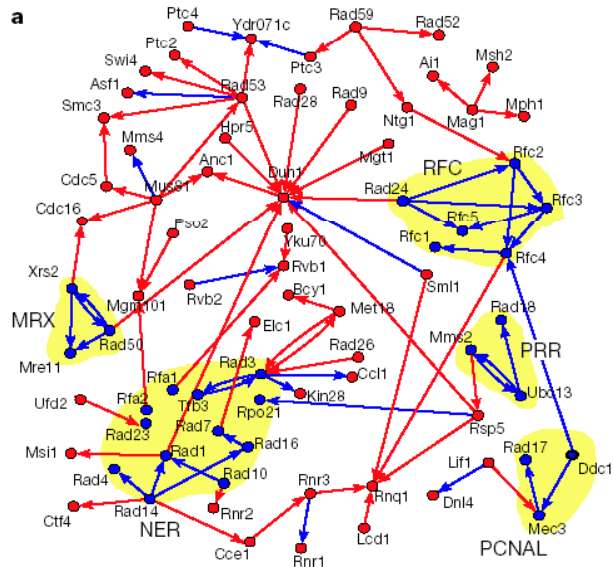 a
Ptc4
Ydr071c
Rad59
Rad52
Ptc2
Ptc3
Swi4
Asf1
Rad53
Ai1
Msh2
Smc3
Rad28
Rad9
Mag1
Mph1
Mms4
Hpr5
Ntg1
Anc1
Mgt1
RFC
Rfc2
Cdc5
Mus81
Dun1
Rad24
Rfc3
Cdc16
Rfc5
Pso2
Yku70
Rfc1
Rfc4
Xrs2
Rvb1
Sml1
MRX
Mgm101
Rvb2
Bcy1
Met18
Rad18
Rad50
Elc1
Mms2
PRR
Mre11
Rad3
Rad26
Rfa1
Ccl1
Ubc13
Rfa2
Tfb3
Kin28
Ufd2
Rad23
Rad7
Rpo21
Rsp5
Msi1
Rad1
Rad16
Rad17
Rad4
Rad10
Lif1
Ddc1
Rad14
Rnr3
Rnq1
Ctf4
NER
Rnr2
Dnl4
Mec3
Cce1
Rnr1
Lcd1
PCNAL